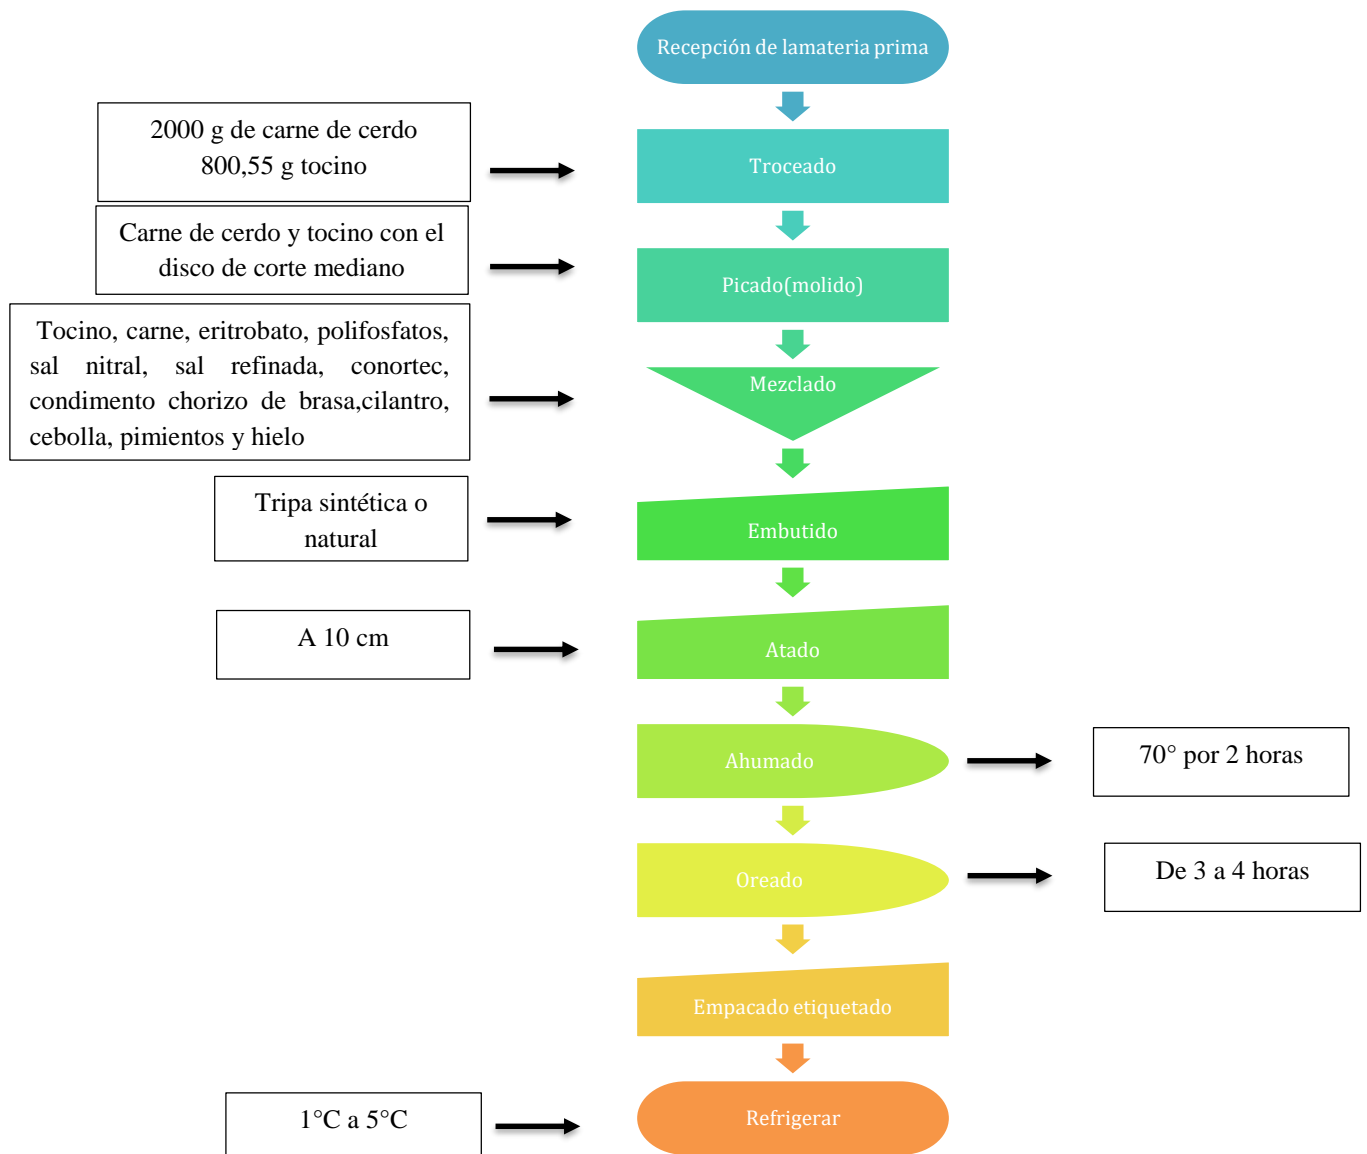 Recepción de lamateria prima
2000 g de carne de cerdo
800,55 g tocino
Troceado
Carne de cerdo y tocino con el
disco de corte mediano
Picado(molido)
Tocino, carne, eritrobato, polifosfatos,
sal nitral, sal refinada, conortec,
condimento chorizo de brasa,cilantro,
cebolla, pimientos y hielo
Mezclado
Tripa sintética o
natural
Embutido
A 10 cm
Atado
Ahumado
70° por 2 horas
Oreado
De 3 a 4 horas
Empacado etiquetado
1°C a 5°C
Refrigerar